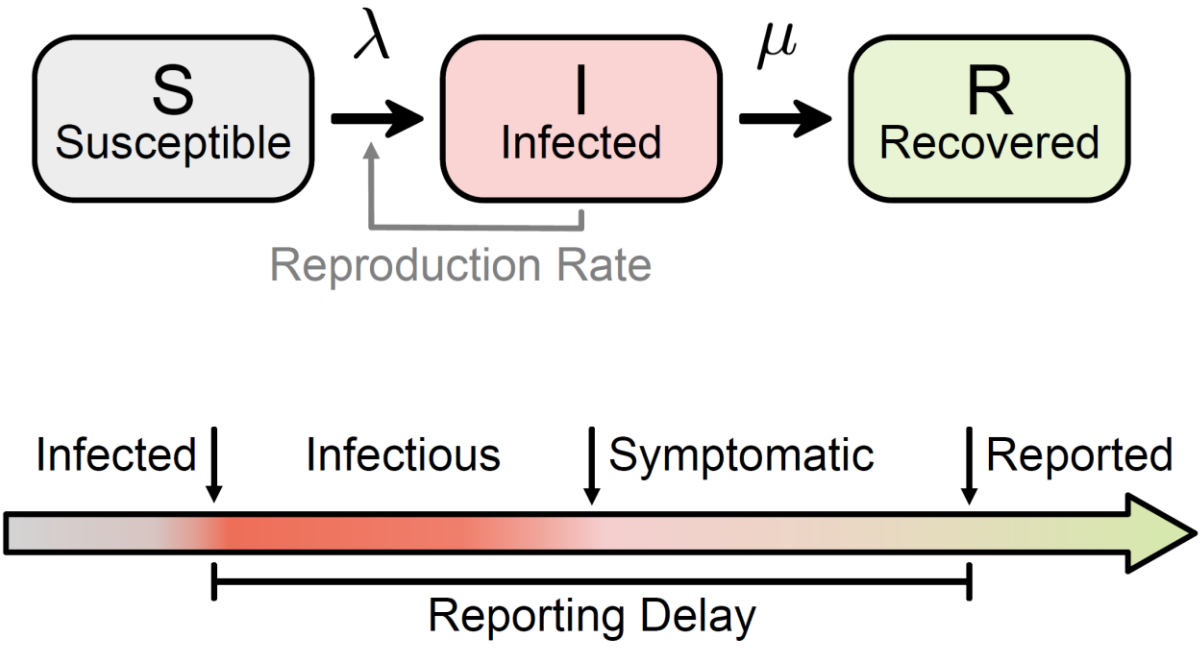 λ
μ
S
Susceptible
I
Infected
R
Recovered
Reproduction Rate
Infected
Infectious
Symptomatic
Reported
Reporting Delay